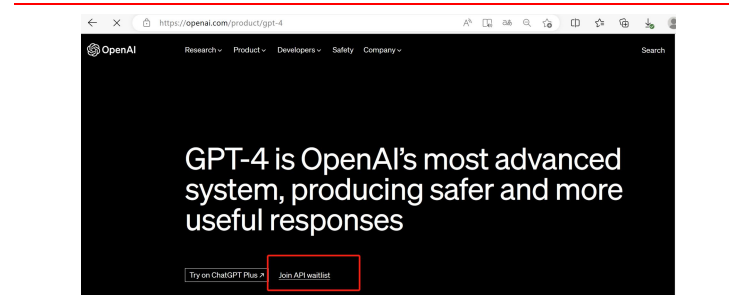 https://openai.com/product/gpt-4
OpenAI Research Product Developers Safety Company Search
GPT-4 is OpenAI's most advanced
system, producing safer and more
useful responses
Try on ChatGPT Plus ↗ Join API waitlist